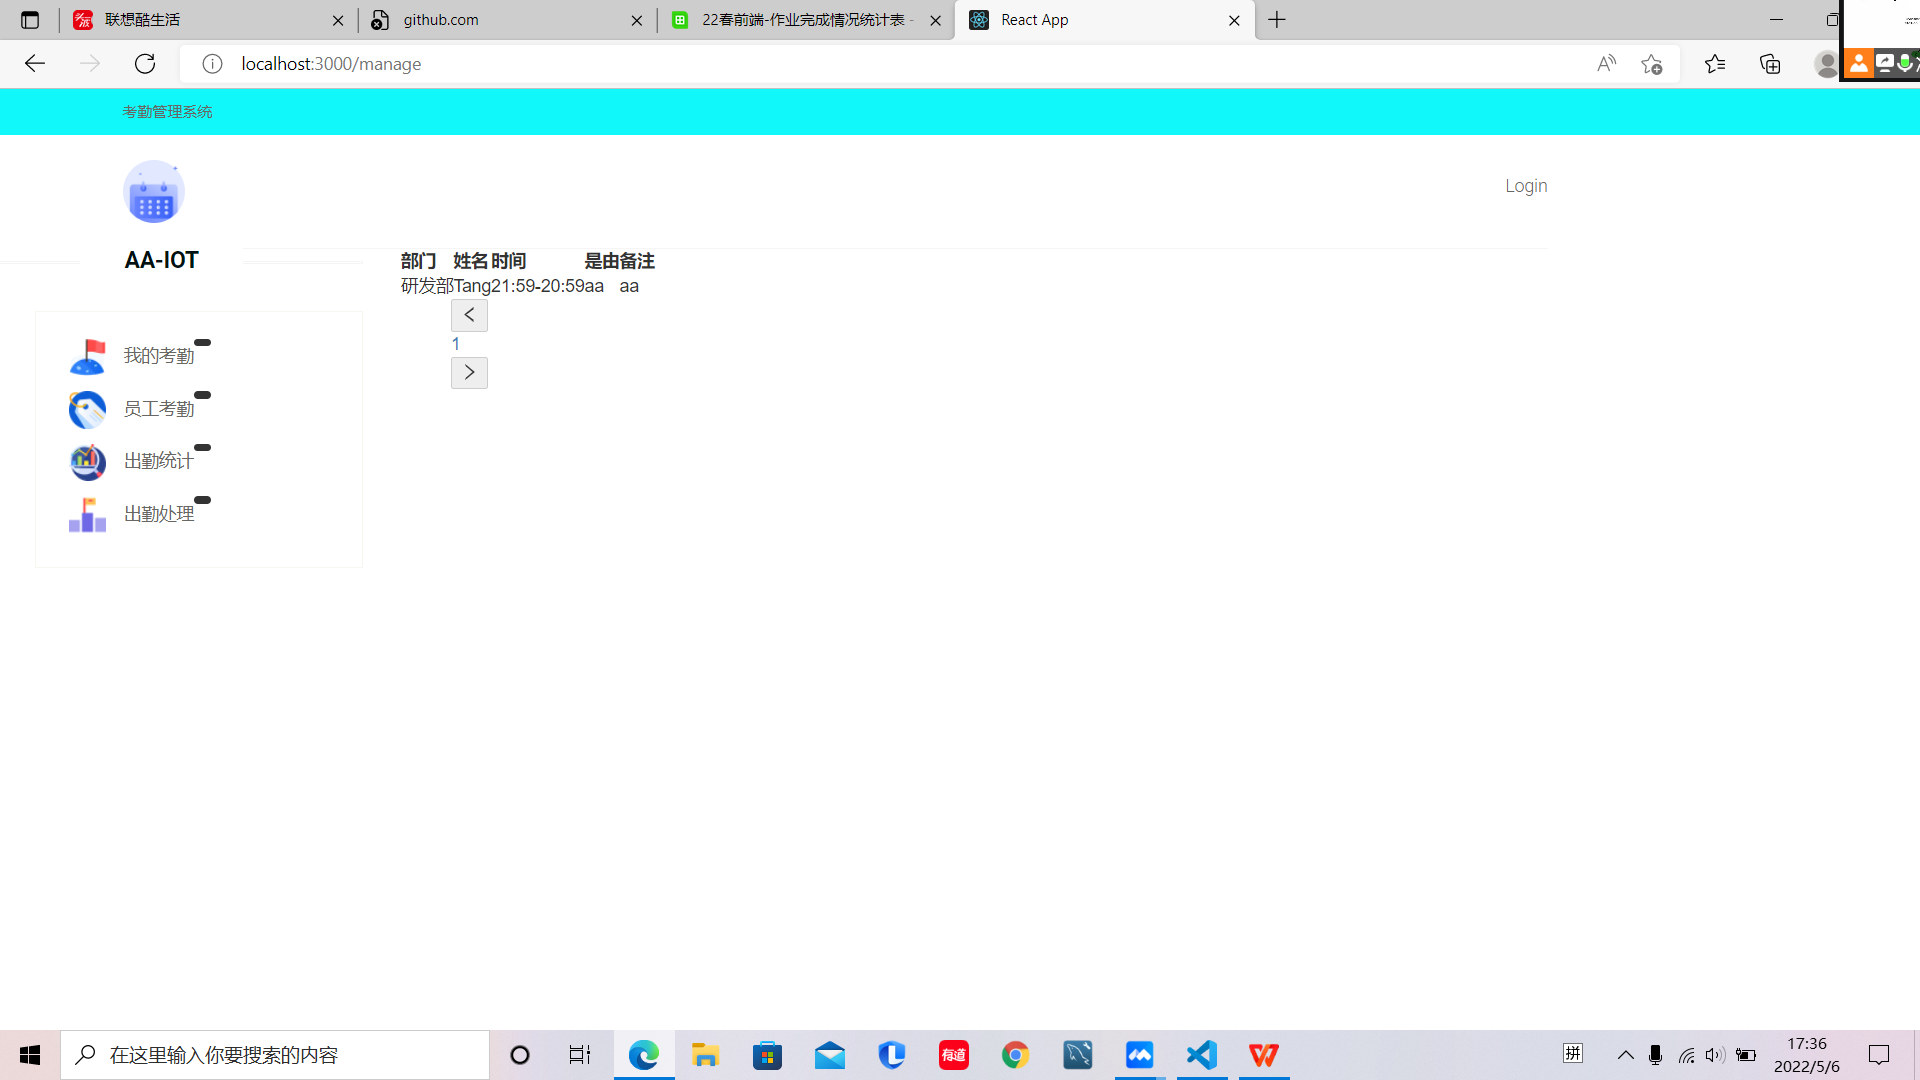 联想酷生活
github.com
22春前端-作业完成情况统计表 -
React App
localhost:3000/manage
考勤管理系统
Login
AA-IOT
部门 姓名 时间 是由 备注
研发部 Tang 21:59-20:59 aa aa
1
我的考勤
员工考勤
出勤统计
出勤处理
在这里输入你要搜索的内容
有道
拼
17:36
2022/5/6